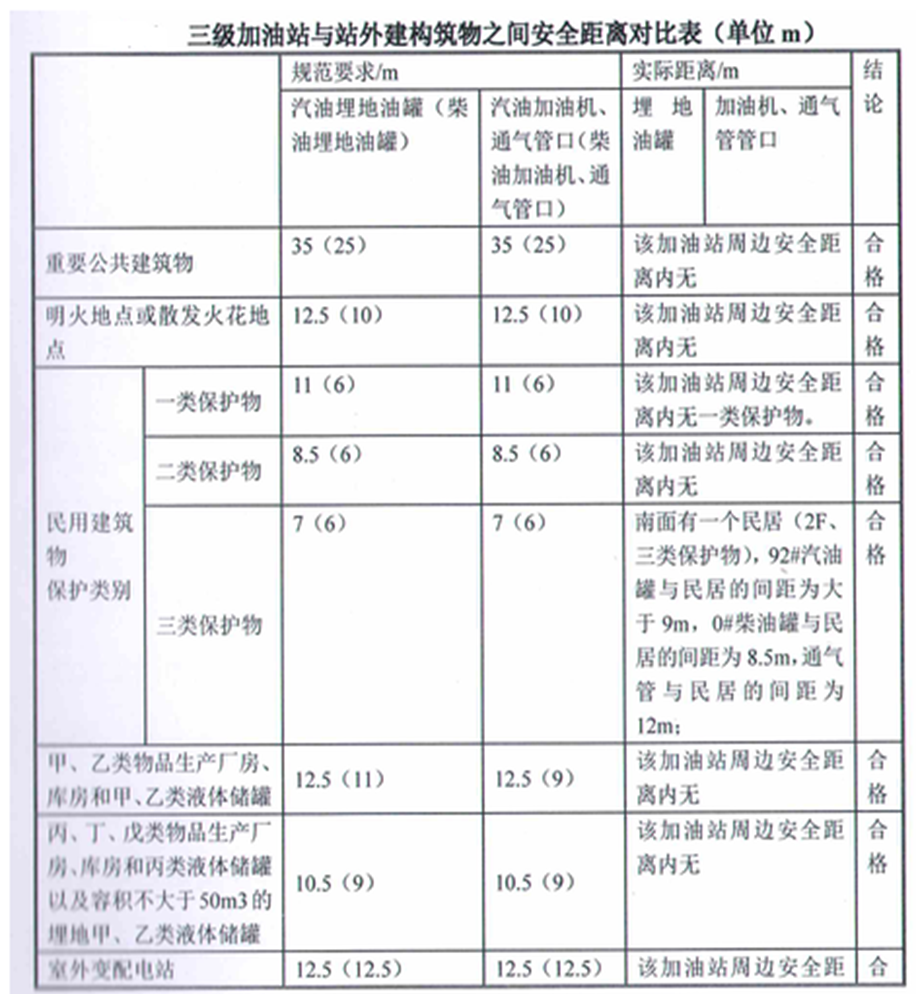 三级加油站与站外建构筑物之间安全距离对比表（单位 m）
规范要求/m
实际距离/m
结论
汽油埋地油罐（柴
油埋地油罐）
汽油加油机、
通气管口（柴
油加油机、通
气管口）
埋 地
油罐
加油机、通气
管管口
重要公共建筑物
35（25）
35（25）
该加油站周边安全距
离内无
合
格
明火地点或散发火花地
点
12.5（10）
12.5（10）
该加油站周边安全距
离内无
合
格
民用建筑
物
保护类别
一类保护物
11（6）
11（6）
该加油站周边安全距
离内无一类保护物。
合
格
二类保护物
8.5（6）
8.5（6）
该加油站周边安全距
离内无
合
格
三类保护物
7（6）
7（6）
南面有一个民居（2F、
三类保护物），92#汽油
罐与民居的间距为大
于 9m，0#柴油罐与民
居的间距为 8.5m,通气
管与民居的间距为
12m;
合
格
甲、乙类物品生产厂房、
库房和甲、乙类液体储罐
12.5（11）
12.5（9）
该加油站周边安全距
离内无
合
格
丙、丁、戊类物品生产厂
房、库房和丙类液体储罐
以及容积不大于 50m3 的
埋地甲、乙类液体储罐
10.5（9）
10.5（9）
该加油站周边安全距
离内无
合
格
室外变配电站
12.5（12.5）
12.5（12.5）
该加油站周边安全距
合